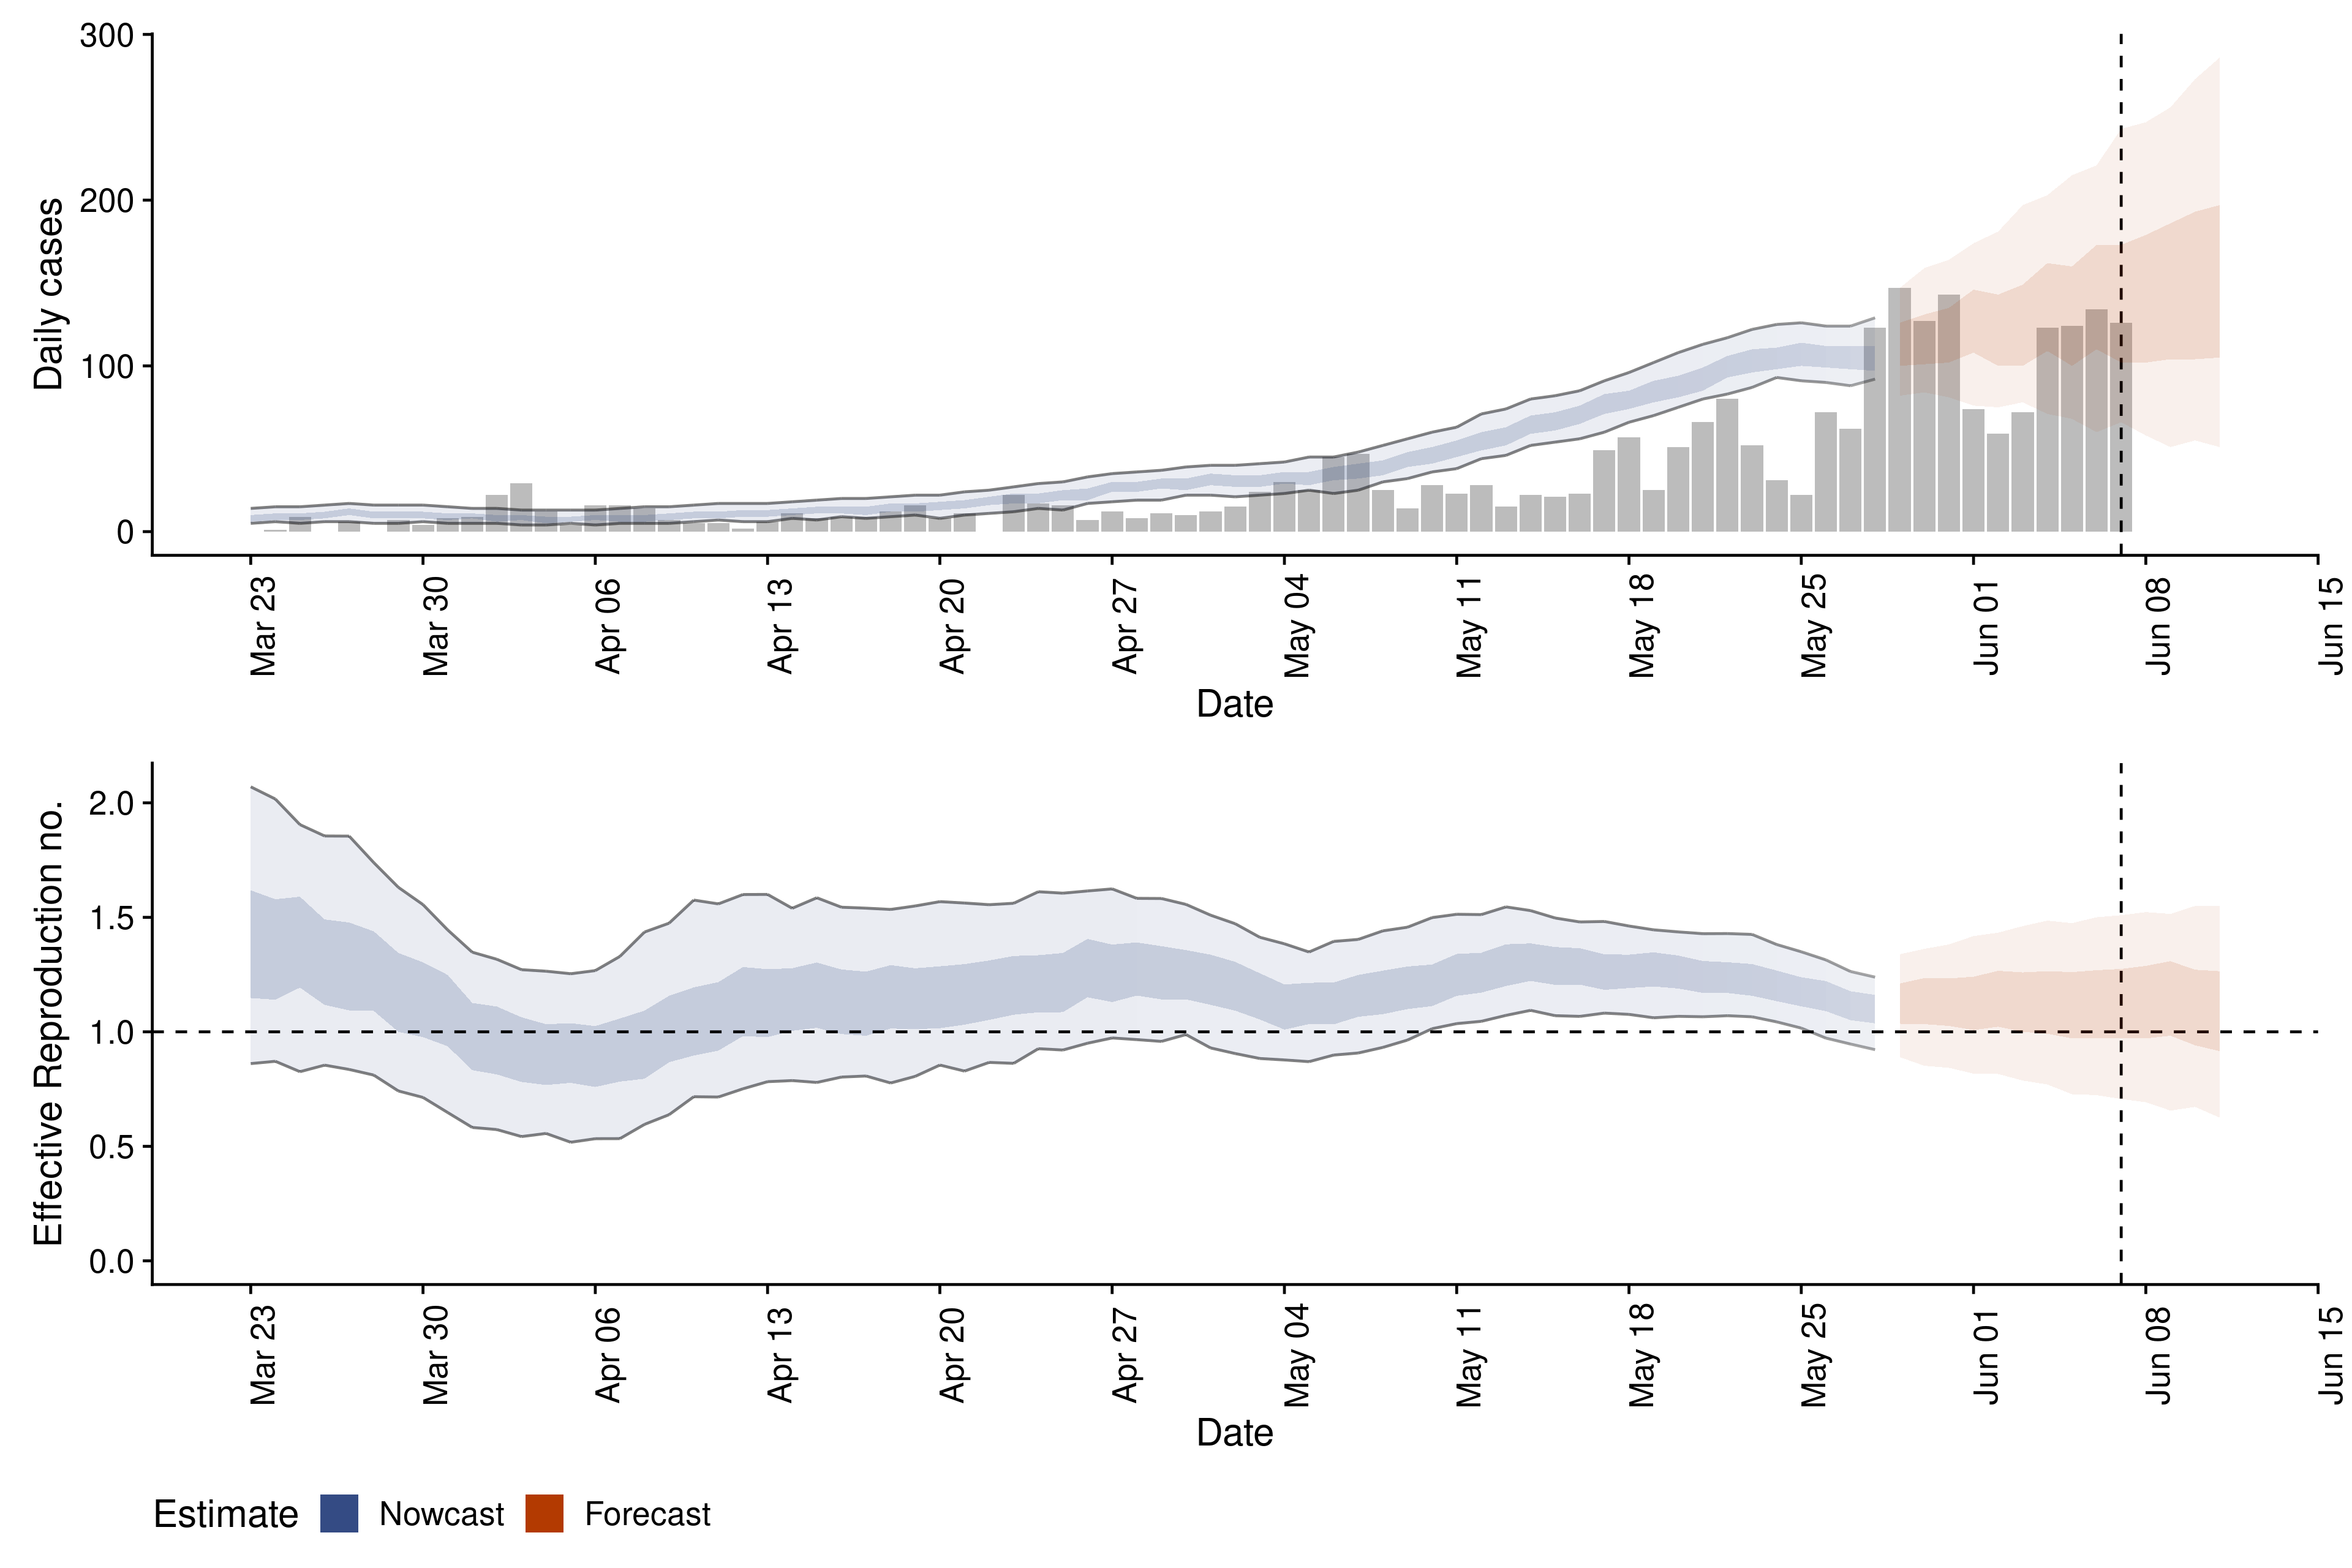 300
200
100
0
Daily cases
Mar 23
Mar 30
Apr 06
Apr 13
Apr 20
Apr 27
May 04
May 11
May 18
May 25
Jun 01
Jun 08
Jun 15
Date
2.0
1.5
1.0
0.5
0.0
Effective Reproduction no.
Mar 23
Mar 30
Apr 06
Apr 13
Apr 20
Apr 27
May 04
May 11
May 18
May 25
Jun 01
Jun 08
Jun 15
Date
Estimate Nowcast Forecast